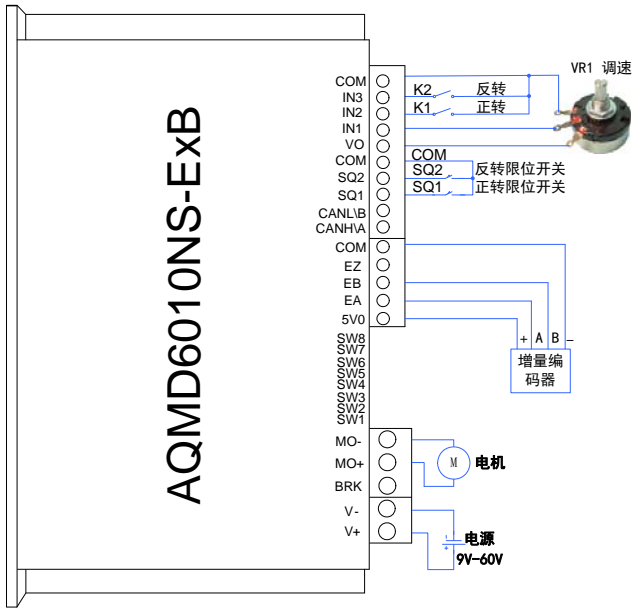 AQMD6010NS-ExB
COM
IN3
IN2
IN1
VO
COM
SQ2
SQ1
CANL\B
CANH\A
COM
EZ
EB
EA
5V0
SW8
SW7
SW6
SW5
SW4
SW3
SW2
SW1
MO-
MO+
BRK
V-
V+
VR1 调速
K2 反转
K1 正转
COM
SQ2 反转限位开关
SQ1 正转限位开关
+ A B -
增量编
码器
M 电机
+ 电源
9V-60V